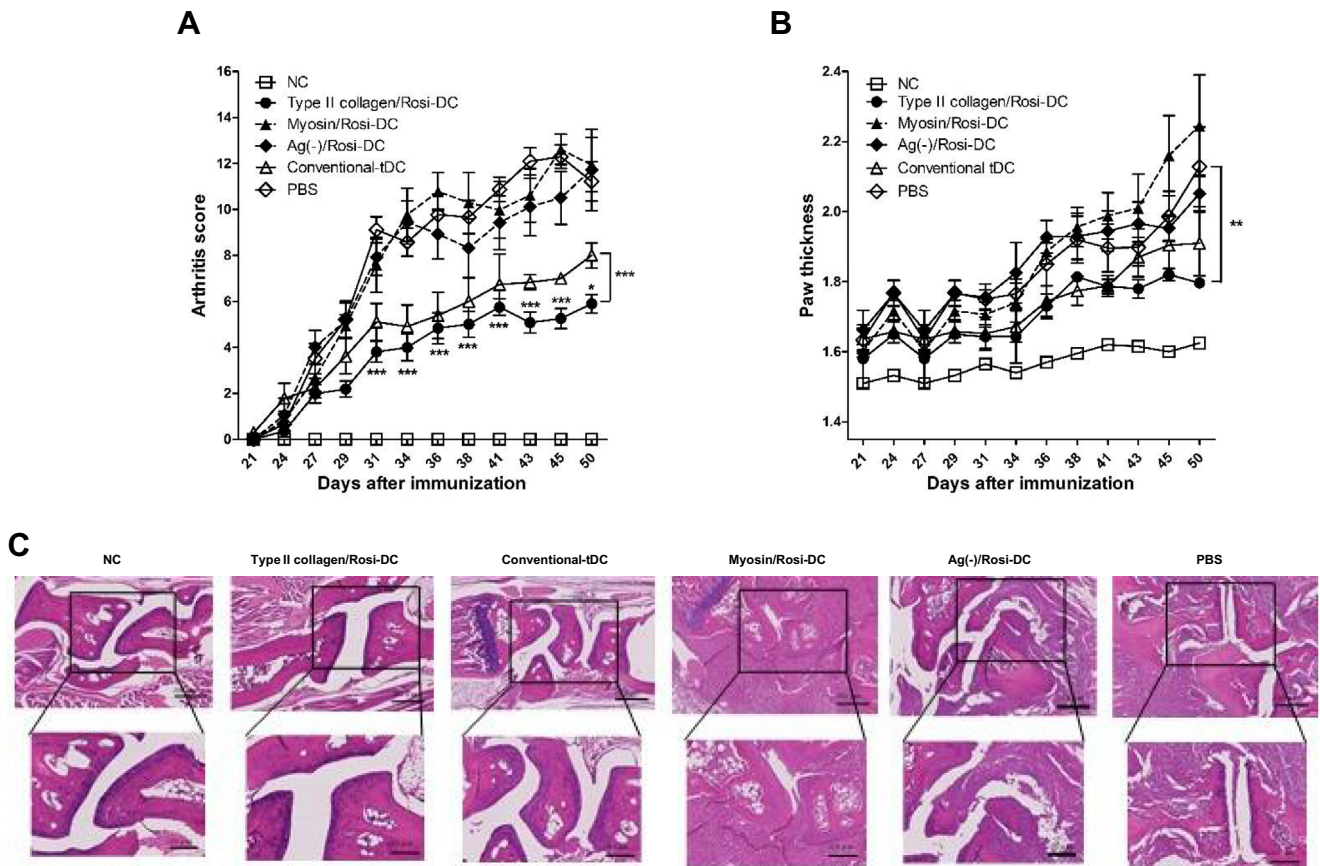 A
Arthritis score
16
14
12
10
8
6
4
2
0
NC
Type II collagen/Rosi-DC
Myosin/Rosi-DC
Ag(-)/Rosi-DC
Conventional-tDC
PBS
***
*
*** ***
***
*** ***
*** ***
21 24 27 29 31 34 36 38 41 43 45 50
Days after immunization
B
Paw thickness
2.4
2.2
2.0
1.8
1.6
1.4
NC
Type II collagen/Rosi-DC
Myosin/Rosi-DC
Ag(-)/Rosi-DC
Conventional tDC
PBS
**
21 24 27 29 31 34 36 38 41 43 45 50
Days after immunization
C
NC
Type II collagen/Rosi-DC
Conventional-tDC
Myosin/Rosi-DC
Ag(-)/Rosi-DC
PBS